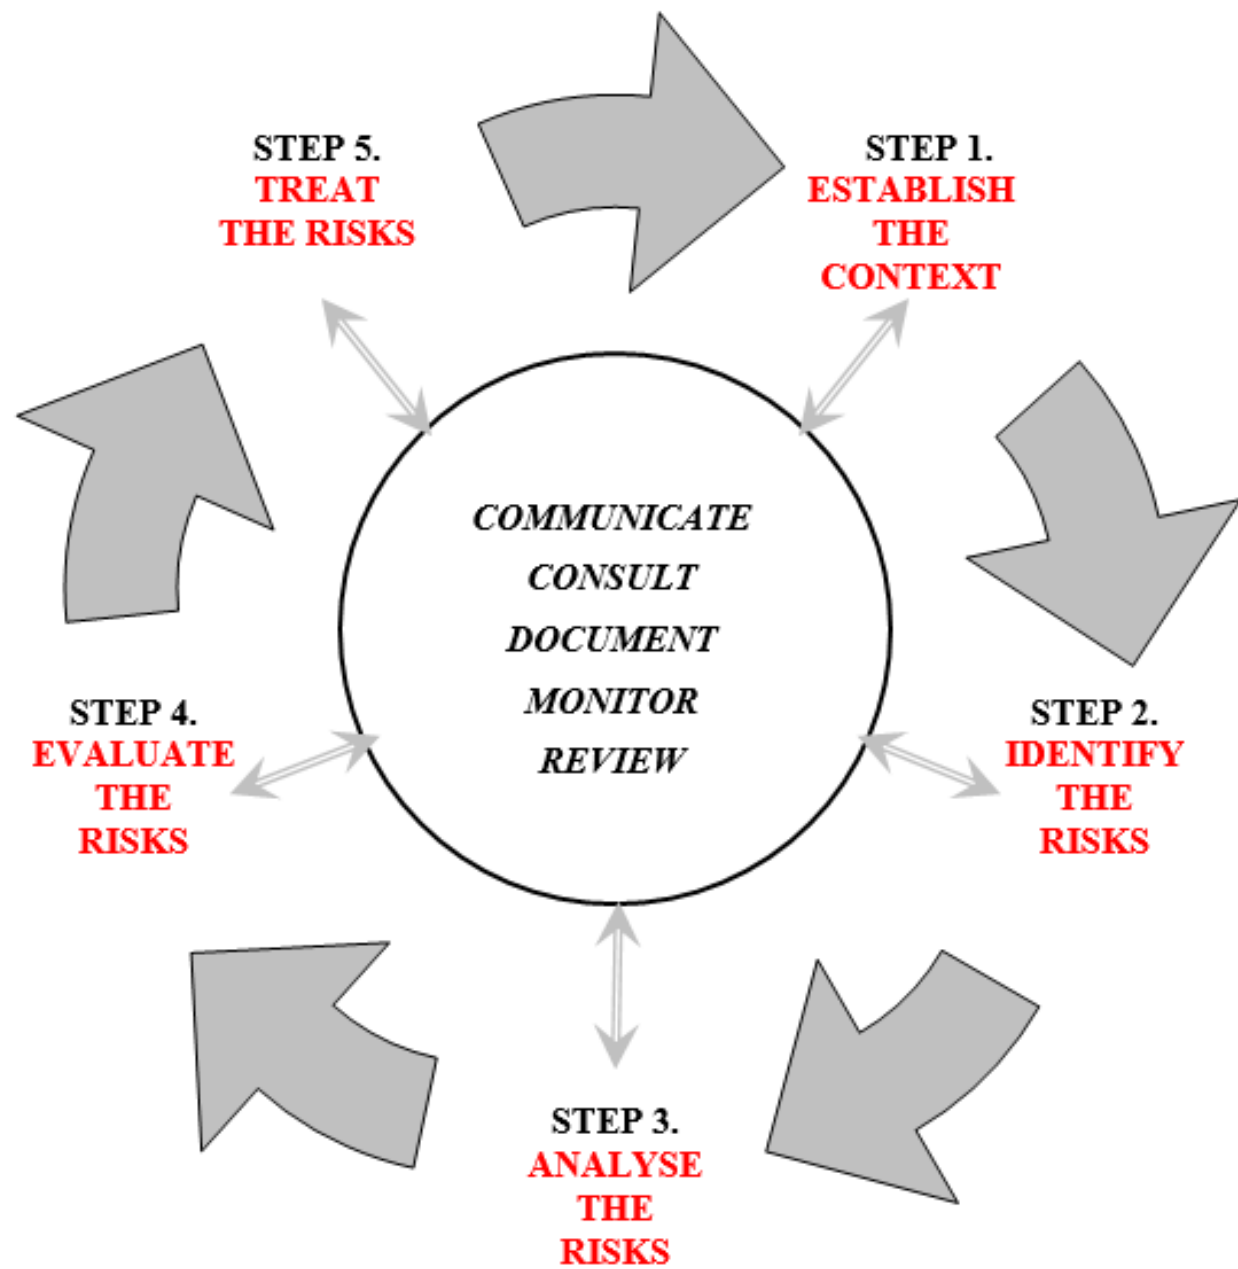 STEP 5.
TREAT
THE RISKS
STEP 1.
ESTABLISH
THE
CONTEXT
COMMUNICATE
CONSULT
DOCUMENT
MONITOR
REVIEW
STEP 4.
EVALUATE
THE
RISKS
STEP 2.
IDENTIFY
THE
RISKS
STEP 3.
ANALYSE
THE
RISKS